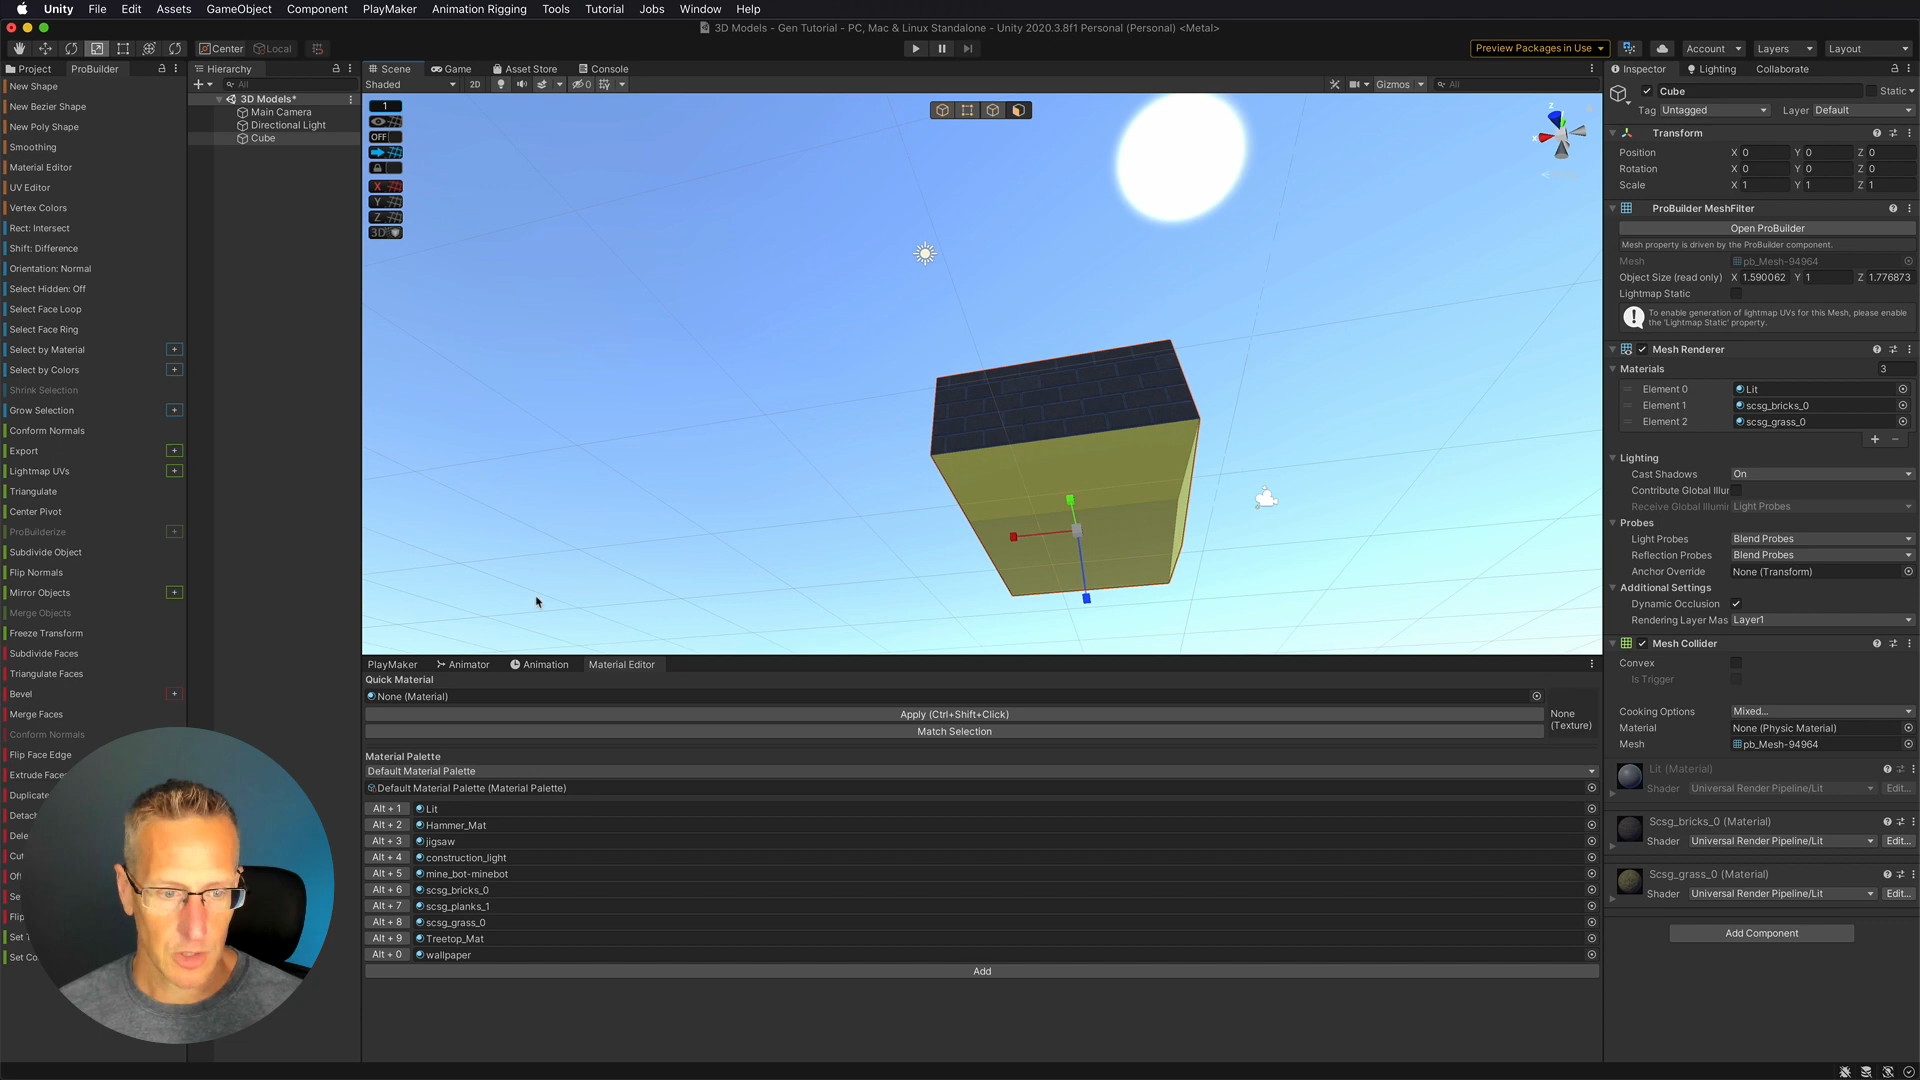 Unity File Edit Assets GameObject Component PlayMaker Animation Rigging Tools Tutorial Jobs Window Help
3D Models - Gen Tutorial - PC, Mac & Linux Standalone - Unity 2020.3.8f1 Personal (Personal) <Metal>
Center Local Preview Packages in Use Account Layers Layout
Project ProBuilder
New Shape
New Bezier Shape
New Poly Shape
Smoothing
Material Editor
UV Editor
Vertex Colors
Rect: Intersect
Shift: Difference
Orientation: Normal
Select Hidden: Off
Select Face Loop
Select Face Ring
Select by Material +
Select by Colors +
Shrink Selection
Grow Selection +
Conform Normals
Export +
Lightmap UVs +
Triangulate
Center Pivot
ProBuilderize +
Subdivide Object
Flip Normals
Mirror Objects +
Merge Objects
Freeze Transform
Subdivide Faces
Triangulate Faces
Bevel +
Merge Faces
Conform Normals
Flip Face Edge
Extrude Face
Duplicate
Detac
Dele
Cut
Off
Se
Flip
Set T
Set Co
Hierarchy
+ All
3D Models*
Main Camera
Directional Light
Cube
Scene Game Asset Store Console
Shaded 2D 0 Gizmos All
1
OFF
X
Y
Z
3D
z
x
PlayMaker Animator Animation Material Editor
Quick Material
None (Material)
Apply (Ctrl+Shift+Click)
Match Selection
None
(Texture)
Material Palette
Default Material Palette
Default Material Palette (Material Palette)
Alt + 1 Lit
Alt + 2 Hammer_Mat
Alt + 3 jigsaw
Alt + 4 construction_light
Alt + 5 mine_bot-minebot
Alt + 6 scsg_bricks_0
Alt + 7 scsg_planks_1
Alt + 8 scsg_grass_0
Alt + 9 Treetop_Mat
Alt + 0 wallpaper
Add
Inspector Lighting Collaborate
Cube Static
Tag Untagged Layer Default
Transform
Position X 0 Y 0 Z 0
Rotation X 0 Y 0 Z 0
Scale X 1 Y 1 Z 1
ProBuilder MeshFilter
Open ProBuilder
Mesh property is driven by the ProBuilder component.
Mesh pb_Mesh-94964
Object Size (read only) X 1.590062 Y 1 Z 1.776873
Lightmap Static
To enable generation of lightmap UVs for this Mesh, please enable
the 'Lightmap Static' property.
Mesh Renderer
Materials 3
Element 0 Lit
Element 1 scsg_bricks_0
Element 2 scsg_grass_0
+ −
Lighting
Cast Shadows On
Contribute Global Illur
Receive Global Illumir Light Probes
Probes
Light Probes Blend Probes
Reflection Probes Blend Probes
Anchor Override None (Transform)
Additional Settings
Dynamic Occlusion
Rendering Layer Mas Layer1
Mesh Collider
Convex
Is Trigger
Cooking Options Mixed...
Material None (Physic Material)
Mesh pb_Mesh-94964
Lit (Material)
Shader Universal Render Pipeline/Lit Edit...
Scsg_bricks_0 (Material)
Shader Universal Render Pipeline/Lit Edit...
Scsg_grass_0 (Material)
Shader Universal Render Pipeline/Lit Edit...
Add Component